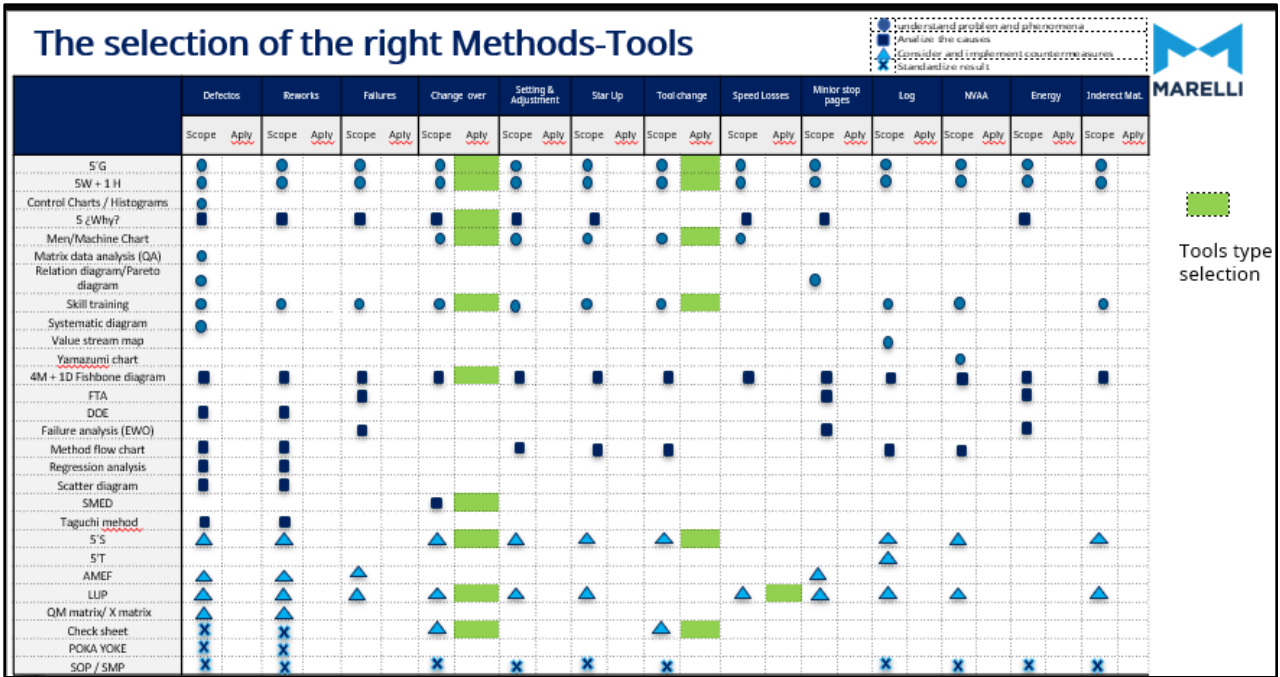 The selection of the right Methods-Tools
understand problen and phenomena
Analize the causes
Consider and implement countermeasures
Standardize result
MARELLI
Defectos Reworks Failures Change over Setting & Adjustment Star Up Tool change Speed Losses Minior stop pages Log NVAA Energy Inderect Mat.
Scope Aply Scope Aply Scope Aply Scope Aply Scope Aply Scope Aply Scope Aply Scope Aply Scope Aply Scope Aply Scope Aply Scope Aply Scope Aply
5´G
5W + 1 H
Control Charts / Histograms
5 ¿Why?
Men/Machine Chart
Matrix data analysis (QA)
Relation diagram/Pareto
diagram
Skill training
Systematic diagram
Value stream map
Yamazumi chart
4M + 1D Fishbone diagram
FTA
DOE
Failure analysis (EWO)
Method flow chart
Regression analysis
Scatter diagram
SMED
Taguchi mehod
5´S
5'T
AMEF
LUP
QM matrix/ X matrix
Check sheet
POKA YOKE
SOP / SMP
Tools type
selection